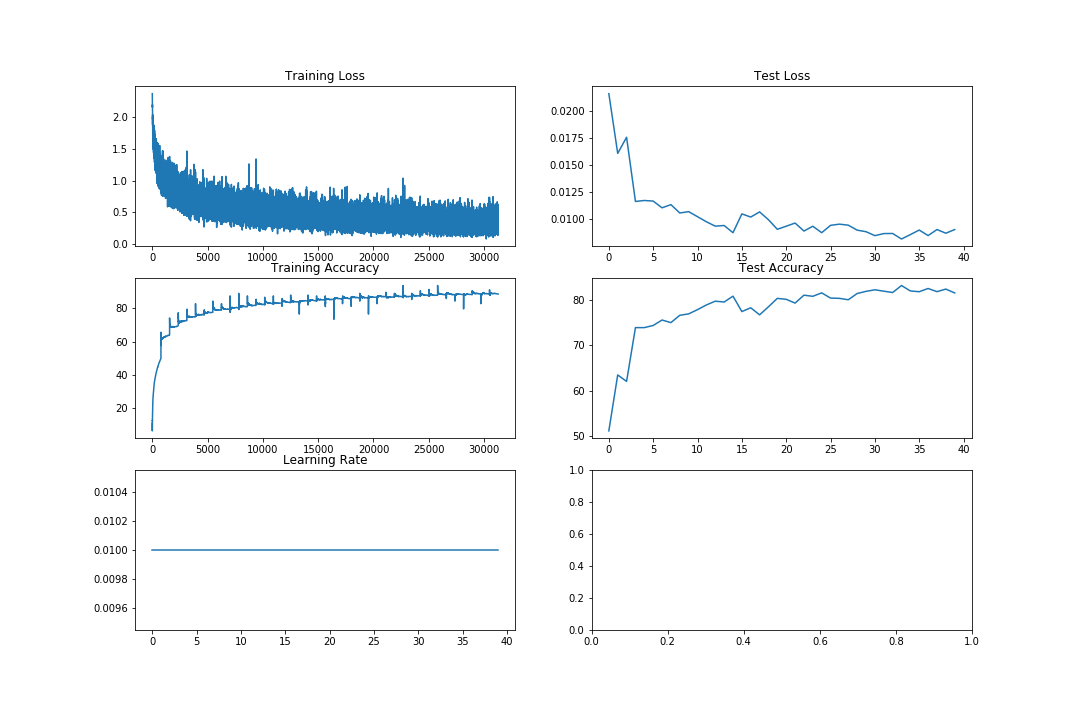 Training Loss
2.0
1.5
1.0
0.5
0.0
0 5000 10000 15000 20000 25000 30000
Test Loss
0.0200
0.0175
0.0150
0.0125
0.0100
0 5 10 15 20 25 30 35 40
Training Accuracy
80
60
40
20
0 5000 10000 15000 20000 25000 30000
Test Accuracy
80
70
60
50
0 5 10 15 20 25 30 35 40
Learning Rate
0.0104
0.0102
0.0100
0.0098
0.0096
0 5 10 15 20 25 30 35 40
1.0
0.8
0.6
0.4
0.2
0.0
0.0 0.2 0.4 0.6 0.8 1.0